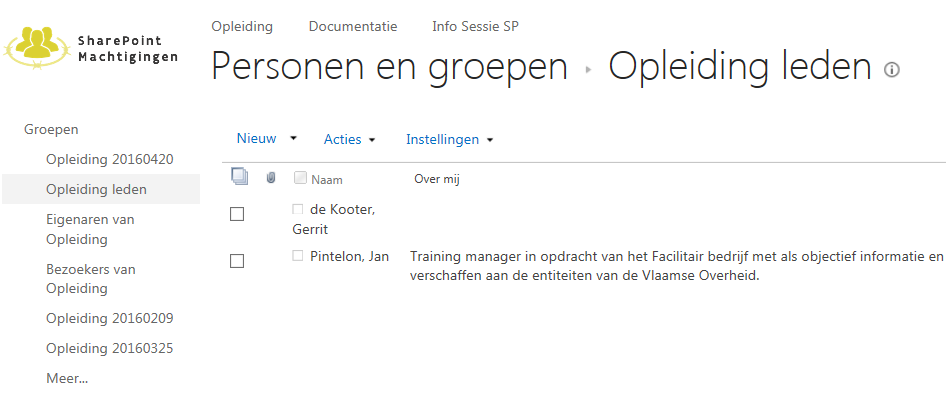 SharePoint
Machtigingen
Opleiding Documentatie Info Sessie SP
Personen en groepen ▸ Opleiding leden
Groepen
Opleiding 20160420
Opleiding leden
Eigenaren van
Opleiding
Bezoekers van
Opleiding
Opleiding 20160209
Opleiding 20160325
Meer...
Nieuw Acties Instellingen
Naam Over mij
de Kooter,
Gerrit
Pintelon, Jan Training manager in opdracht van het Facilitair bedrijf met als objectief informatie en
verschaffen aan de entiteiten van de Vlaamse Overheid.